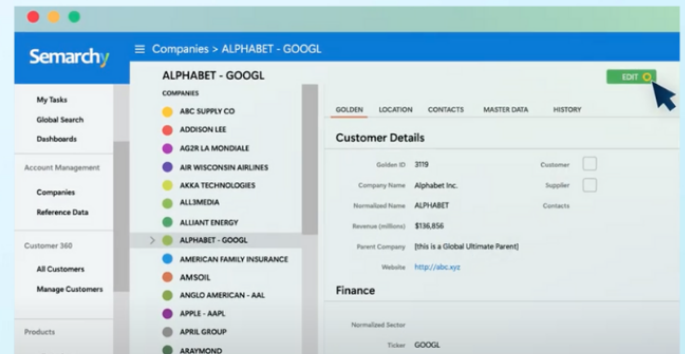 Semarchy
Companies > ALPHABET - GOOGL
ALPHABET - GOOGL
EDIT
My Tasks
Global Search
Dashboards
Account Management
Companies
Reference Data
Customer 360
All Customers
Manage Customers
Products
COMPANIES
ABC SUPPLY CO
ADDISON LEE
AG2R LA MONDIALE
AIR WISCONSIN AIRLINES
AKKA TECHNOLOGIES
ALL3MEDIA
ALLIANT ENERGY
ALPHABET - GOOGL
AMERICAN FAMILY INSURANCE
AMSOIL
ANGLO AMERICAN - AAL
APPLE - AAPL
APRIL GROUP
ARAYMOND
GOLDEN LOCATION CONTACTS MASTER DATA HISTORY
Customer Details
Golden ID 3119 Customer
Company Name Alphabet Inc. Supplier
Normalized Name ALPHABET Contacts
Revenue (millions) $136,856
Parent Company [this is a Global Ultimate Parent]
Website http://abc.xyz
Finance
Normalized Sector
Ticker GOOGL